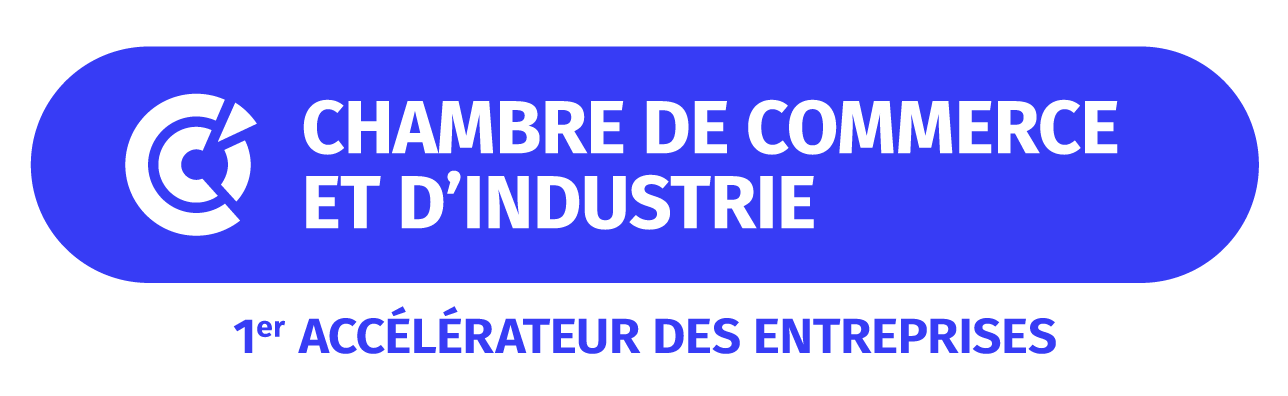 CHAMBRE DE COMMERCE
ET D’INDUSTRIE
1er ACCÉLÉRATEUR DES ENTREPRISES